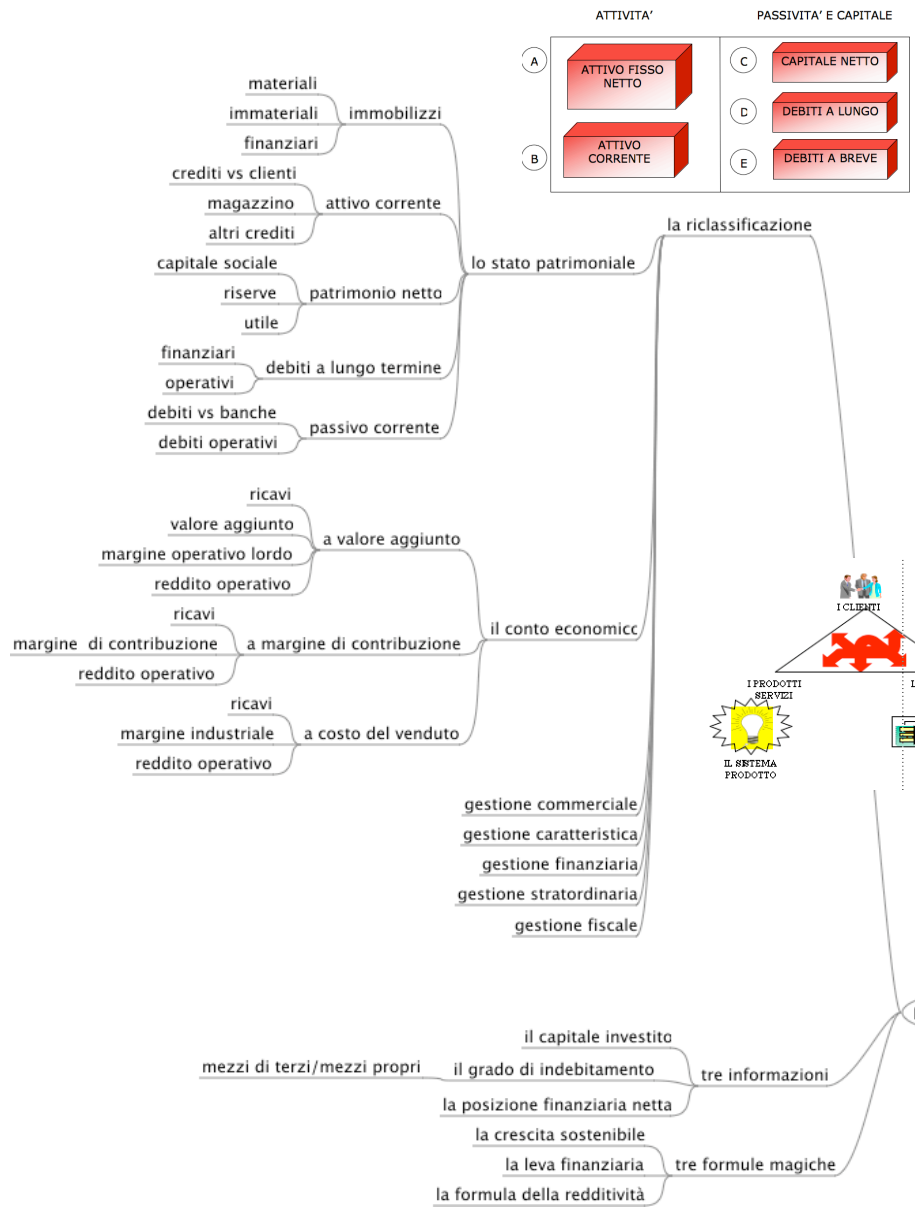 ATTIVITA’
PASSIVITA’ E CAPITALE
A
ATTIVO FISSO
NETTO
B
ATTIVO
CORRENTE
C
CAPITALE NETTO
D
DEBITI A LUNGO
E
DEBITI A BREVE
materiali
immateriali
finanziari
immobilizzi
crediti vs clienti
magazzino
altri crediti
attivo corrente
capitale sociale
riserve
utile
patrimonio netto
finanziari
operativi
debiti a lungo termine
debiti vs banche
debiti operativi
passivo corrente
lo stato patrimoniale
la riclassificazione
ricavi
valore aggiunto
margine operativo lordo
reddito operativo
a valore aggiunto
ricavi
margine di contribuzione
reddito operativo
a margine di contribuzione
ricavi
margine industriale
reddito operativo
a costo del venduto
il conto economico
gestione commerciale
gestione caratteristica
gestione finanziaria
gestione stratordinaria
gestione fiscale
I CLIENTI
I PRODOTTI
SERVIZI
L
IL SISTEMA
PRODOTTO
il capitale investito
mezzi di terzi/mezzi propri
il grado di indebitamento
la posizione finanziaria netta
tre informazioni
la crescita sostenibile
la leva finanziaria
la formula della redditività
tre formule magiche